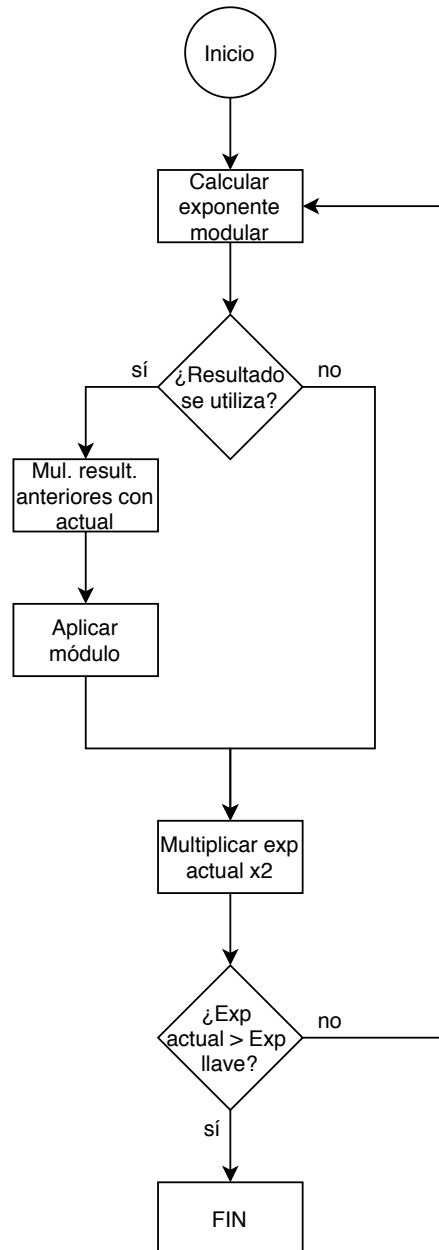 Inicio
Calcular
exponente
modular
¿Resultado
se utiliza?
sí
no
Mul. result.
anteriores con
actual
Aplicar
módulo
Multiplicar exp
actual x2
¿Exp
actual > Exp
llave?
no
sí
FIN